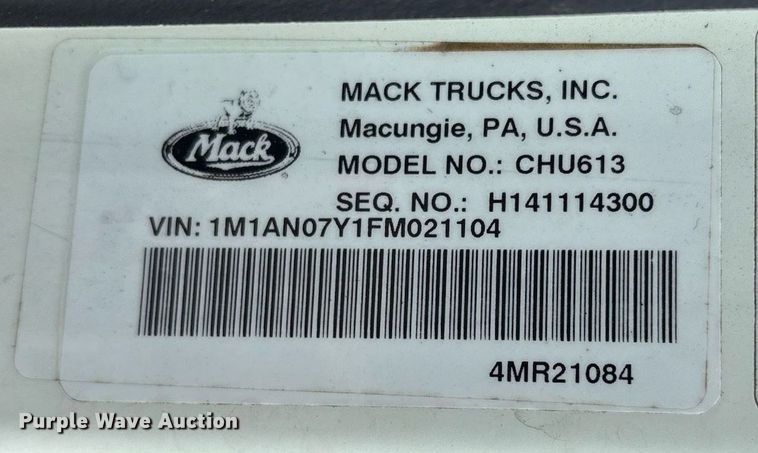 Mack
MACK TRUCKS, INC.
Macungie, PA, U.S.A.
MODEL NO.: CHU613
SEQ. NO.: H141114300
VIN: 1M1AN07Y1FM021104
4MR21084
Purple Wave Auction